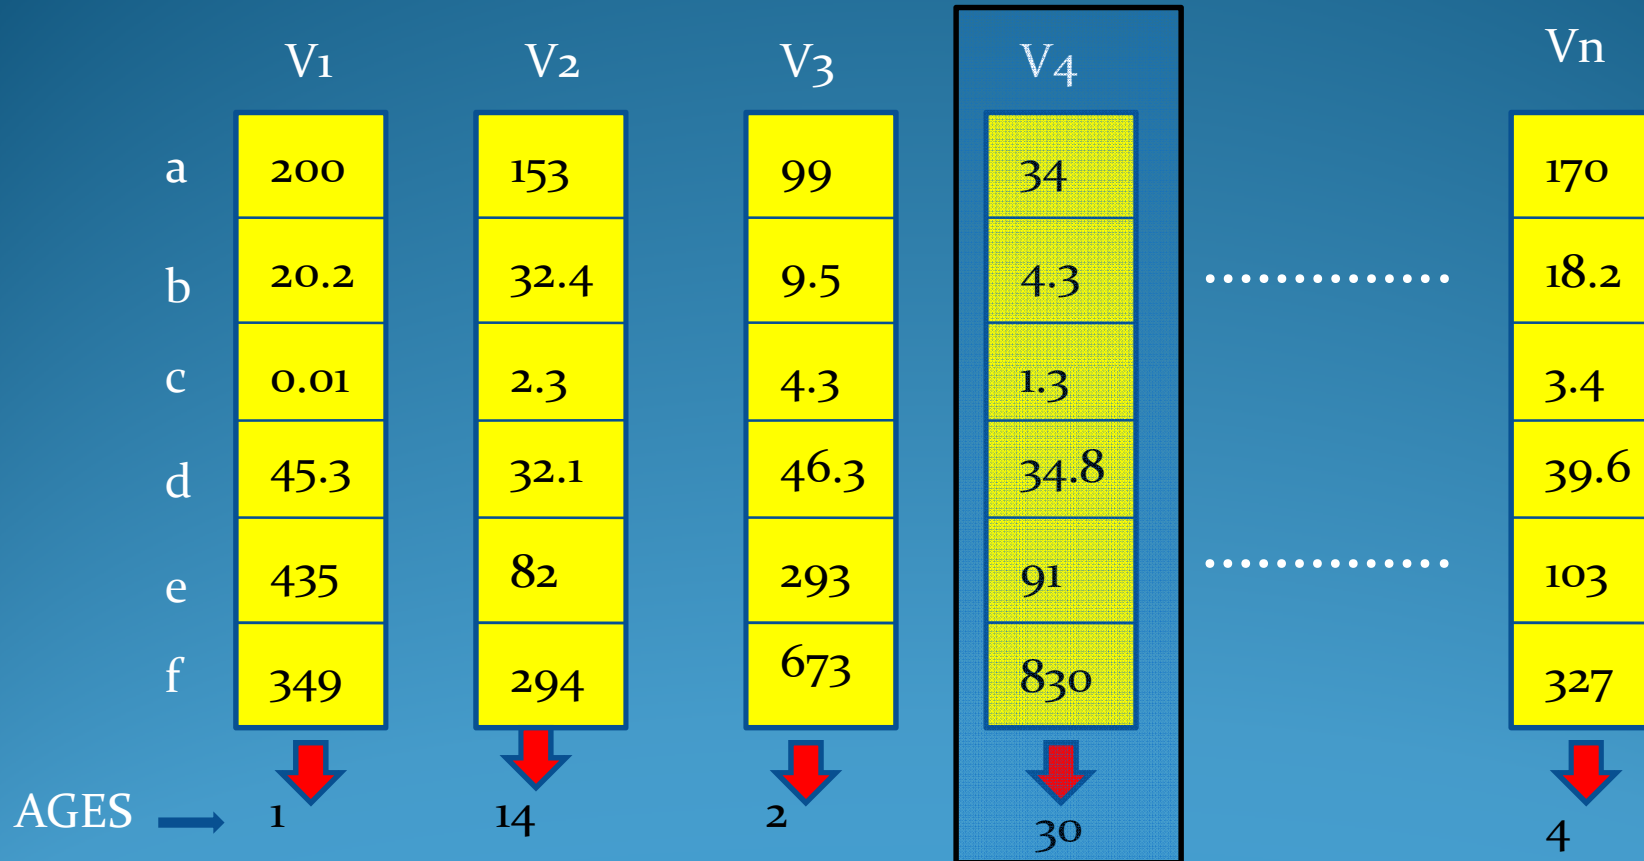 V1 V2 V3 V4 Vn
a 200 153 99 34 170
b 20.2 32.4 9.5 4.3 .............. 18.2
c 0.01 2.3 4.3 1.3 3.4
d 45.3 32.1 46.3 34.8 39.6
e 435 82 293 91 .............. 103
f 349 294 673 830 327
AGES 1 14 2 30 4